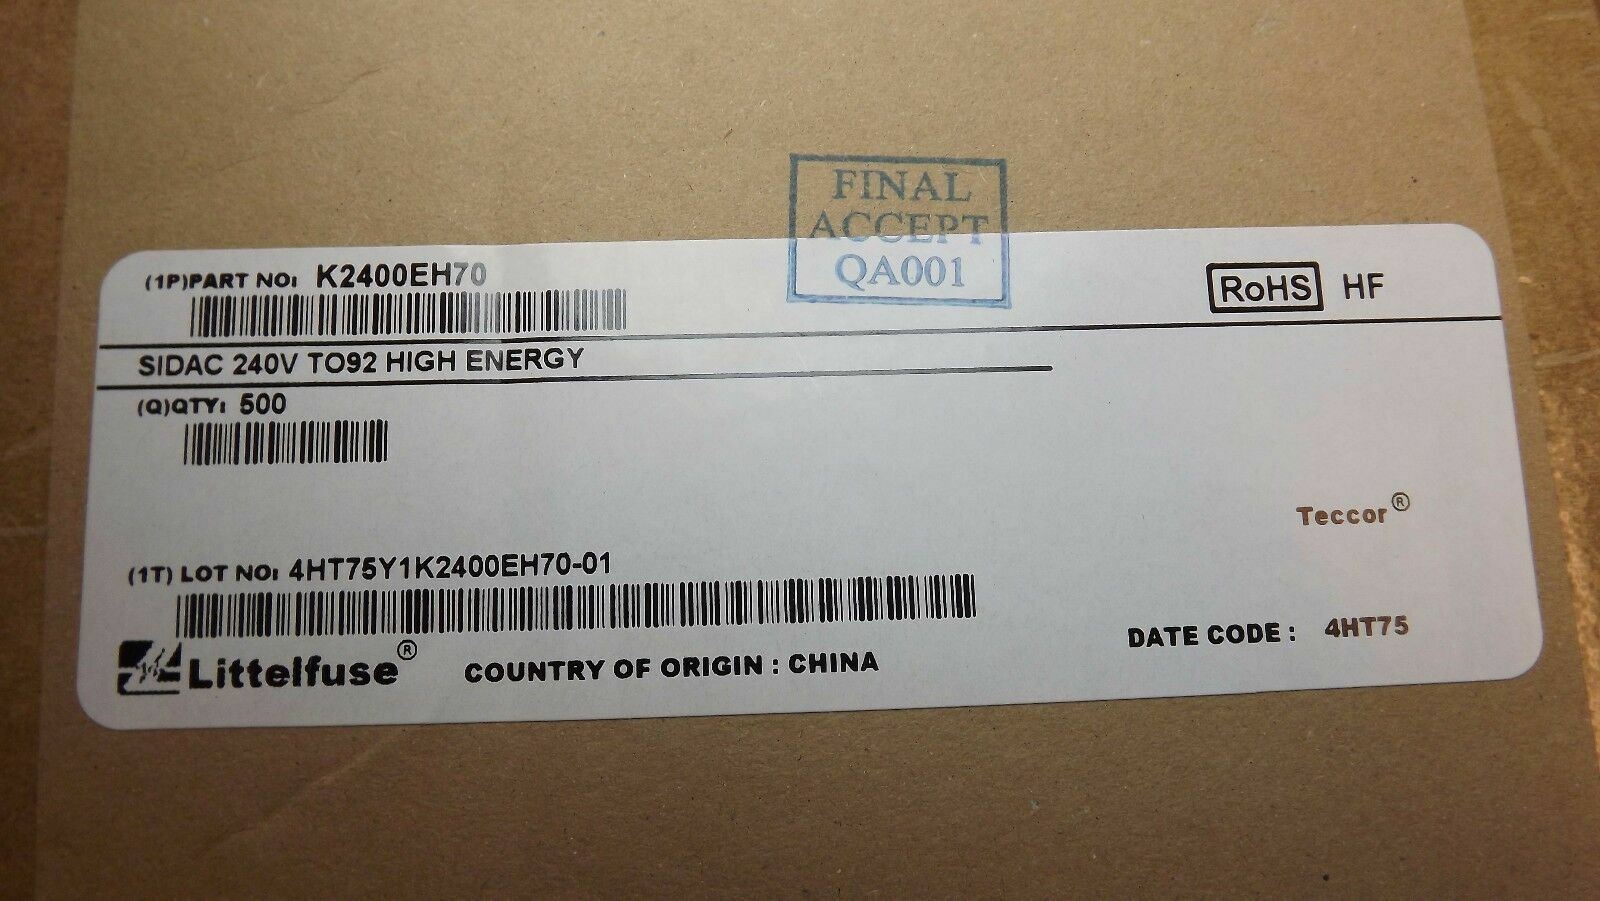 FINAL
ACCEPT
QA001
(1P)PART NO: K2400EH70
RoHS HF
SIDAC 240V TO92 HIGH ENERGY
(Q)QTY: 500
Teccor®
(1T) LOT NO: 4HT75Y1K2400EH70-01
DATE CODE : 4HT75
Littelfuse® COUNTRY OF ORIGIN : CHINA